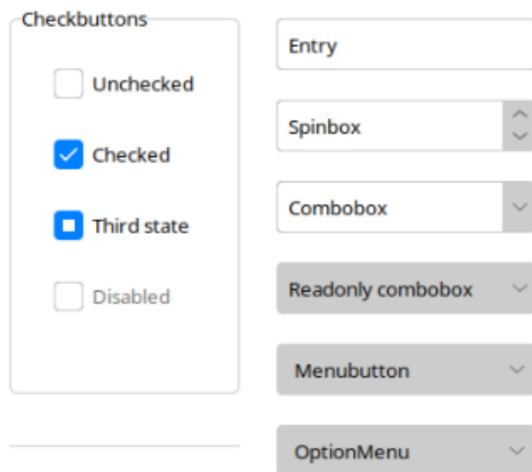 Checkbuttons
Unchecked
Checked
Third state
Disabled
Entry
Spinbox
Combobox
Readonly combobox
Menubutton
OptionMenu